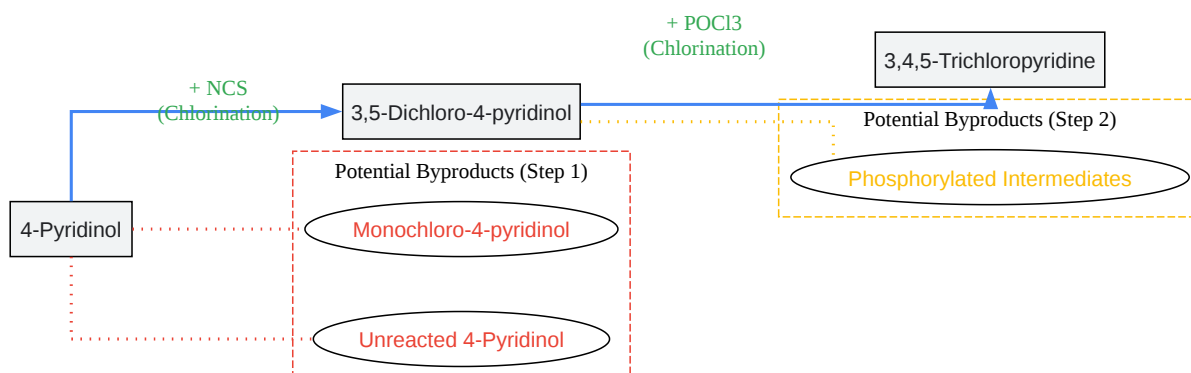 + POCl3
(Chlorination)
3,4,5-Trichloropyridine
+ NCS
(Chlorination)
3,5-Dichloro-4-pyridinol
Potential Byproducts (Step 2)
Potential Byproducts (Step 1)
Phosphorylated Intermediates
4-Pyridinol
Monochloro-4-pyridinol
Unreacted 4-Pyridinol